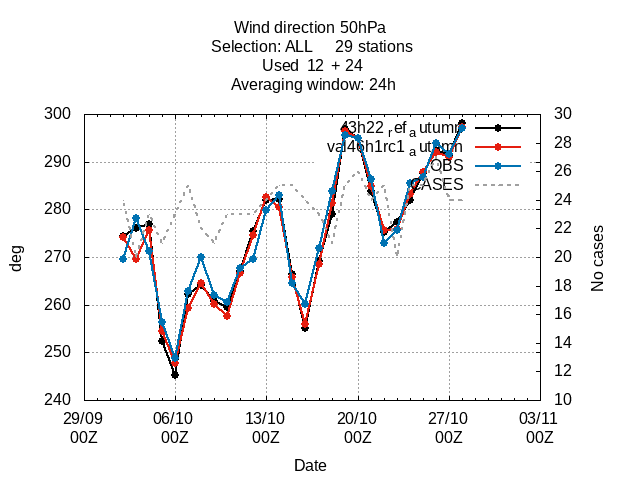 Wind direction 50hPa
Selection: ALL 29 stations
Used 12 + 24
Averaging window: 24h
300 30
43h22_refautumn
290 28
val46h1rc1autumn
OBS
26
CASES
280 24
22
270 20
18
260 16
14
250 12
240 10
deg
No cases
29/09 06/10 13/10 20/10 27/10 03/11
00Z 00Z 00Z 00Z 00Z 00Z
Date